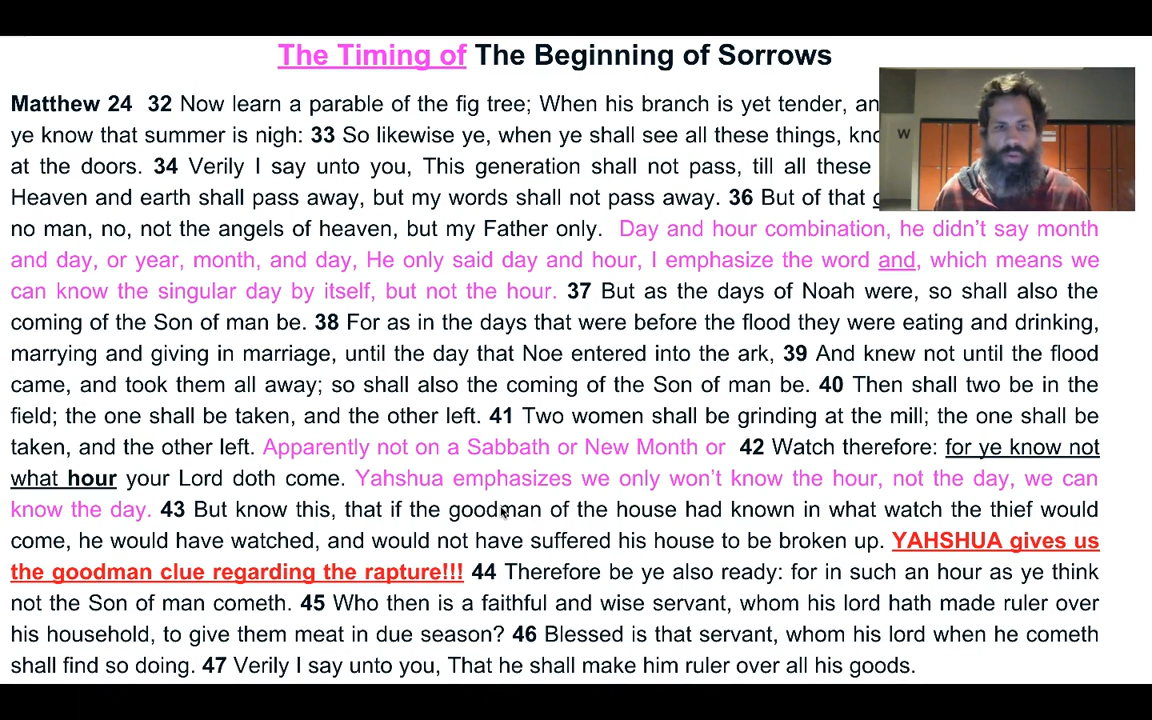 The Timing of The Beginning of Sorrows
Matthew 24 32 Now learn a parable of the fig tree; When his branch is yet tender,
ye know that summer is nigh: 33 So likewise ye, when ye shall see all these things,
at the doors. 34 Verily I say unto you, This generation shall not pass, till all these
Heaven and earth shall pass away, but my words shall not pass away. 36 But of that
no man, no, not the angels of heaven, but my Father only. Day and hour combination, he didn't say month
and day, or year, month, and day, He only said day and hour, I emphasize the word and, which means we
can know the singular day by itself, but not the hour. 37 But as the days of Noah were, so shall also the
coming of the Son of man be. 38 For as in the days that were before the flood they were eating and drinking,
marrying and giving in marriage, until the day that Noe entered into the ark, 39 And knew not until the flood
came, and took them all away; so shall also the coming of the Son of man be. 40 Then shall two be in the
field; the one shall be taken, and the other left. 41 Two women shall be grinding at the mill; the one shall be
taken, and the other left. Apparently not on a Sabbath or New Month or 42 Watch therefore: for ye know not
what hour your Lord doth come. Yahshua emphasizes we only won't know the hour, not the day, we can
know the day. 43 But know this, that if the goodman of the house had known in what watch the thief would
come, he would have watched, and would not have suffered his house to be broken up. YAHSHUA gives us
the goodman clue regarding the rapture!!! 44 Therefore be ye also ready: for in such an hour as ye think
not the Son of man cometh. 45 Who then is a faithful and wise servant, whom his lord hath made ruler over
his household, to give them meat in due season? 46 Blessed is that servant, whom his lord when he cometh
shall find so doing. 47 Verily I say unto you, That he shall make him ruler over all his goods.
W